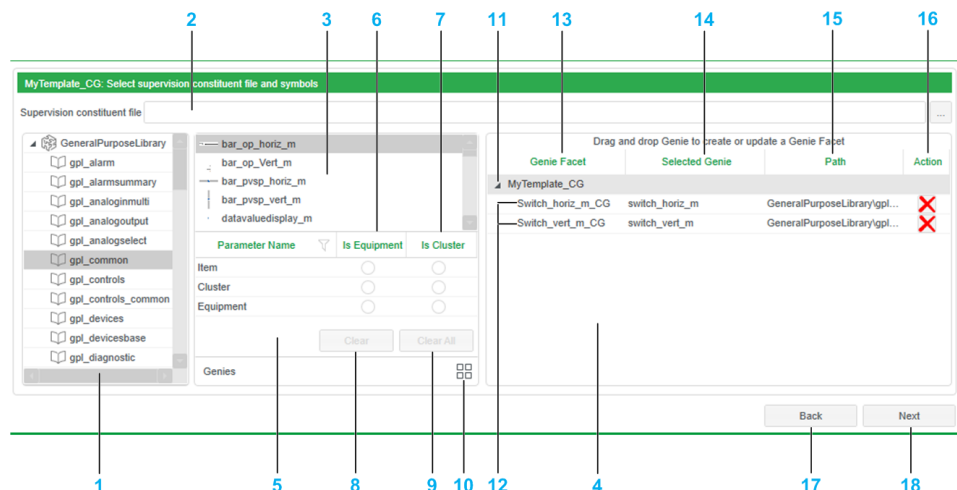 2 3 6 7 11 13 14 15 16
MyTemplate_CG: Select supervision constituent file and symbols
Supervision constituent file ...
Drag and drop Genie to create or update a Genie Facet
GeneralPurposeLibrary
gpl_alarm
gpl_alarmsummary
gpl_analoginmulti
gpl_analogoutput
gpl_analogselect
gpl_common
gpl_controls
gpl_controls_common
gpl_devices
gpl_devicesbase
gpl_diagnostic
bar_op_horiz_m
bar_op_Vert_m
bar_pvsp_horiz_m
bar_pvsp_vert_m
datavaluedisplay_m
Parameter Name Is Equipment Is Cluster
Item
Cluster
Equipment
Clear Clear All
Genies
Genie Facet Selected Genie Path Action
MyTemplate_CG
Switch_horiz_m_CG switch_horiz_m GeneralPurposeLibrary\gpl...
Switch_vert_m_CG switch_vert_m GeneralPurposeLibrary\gpl...
Back Next
1 5 8 9 10 12 4 17 18